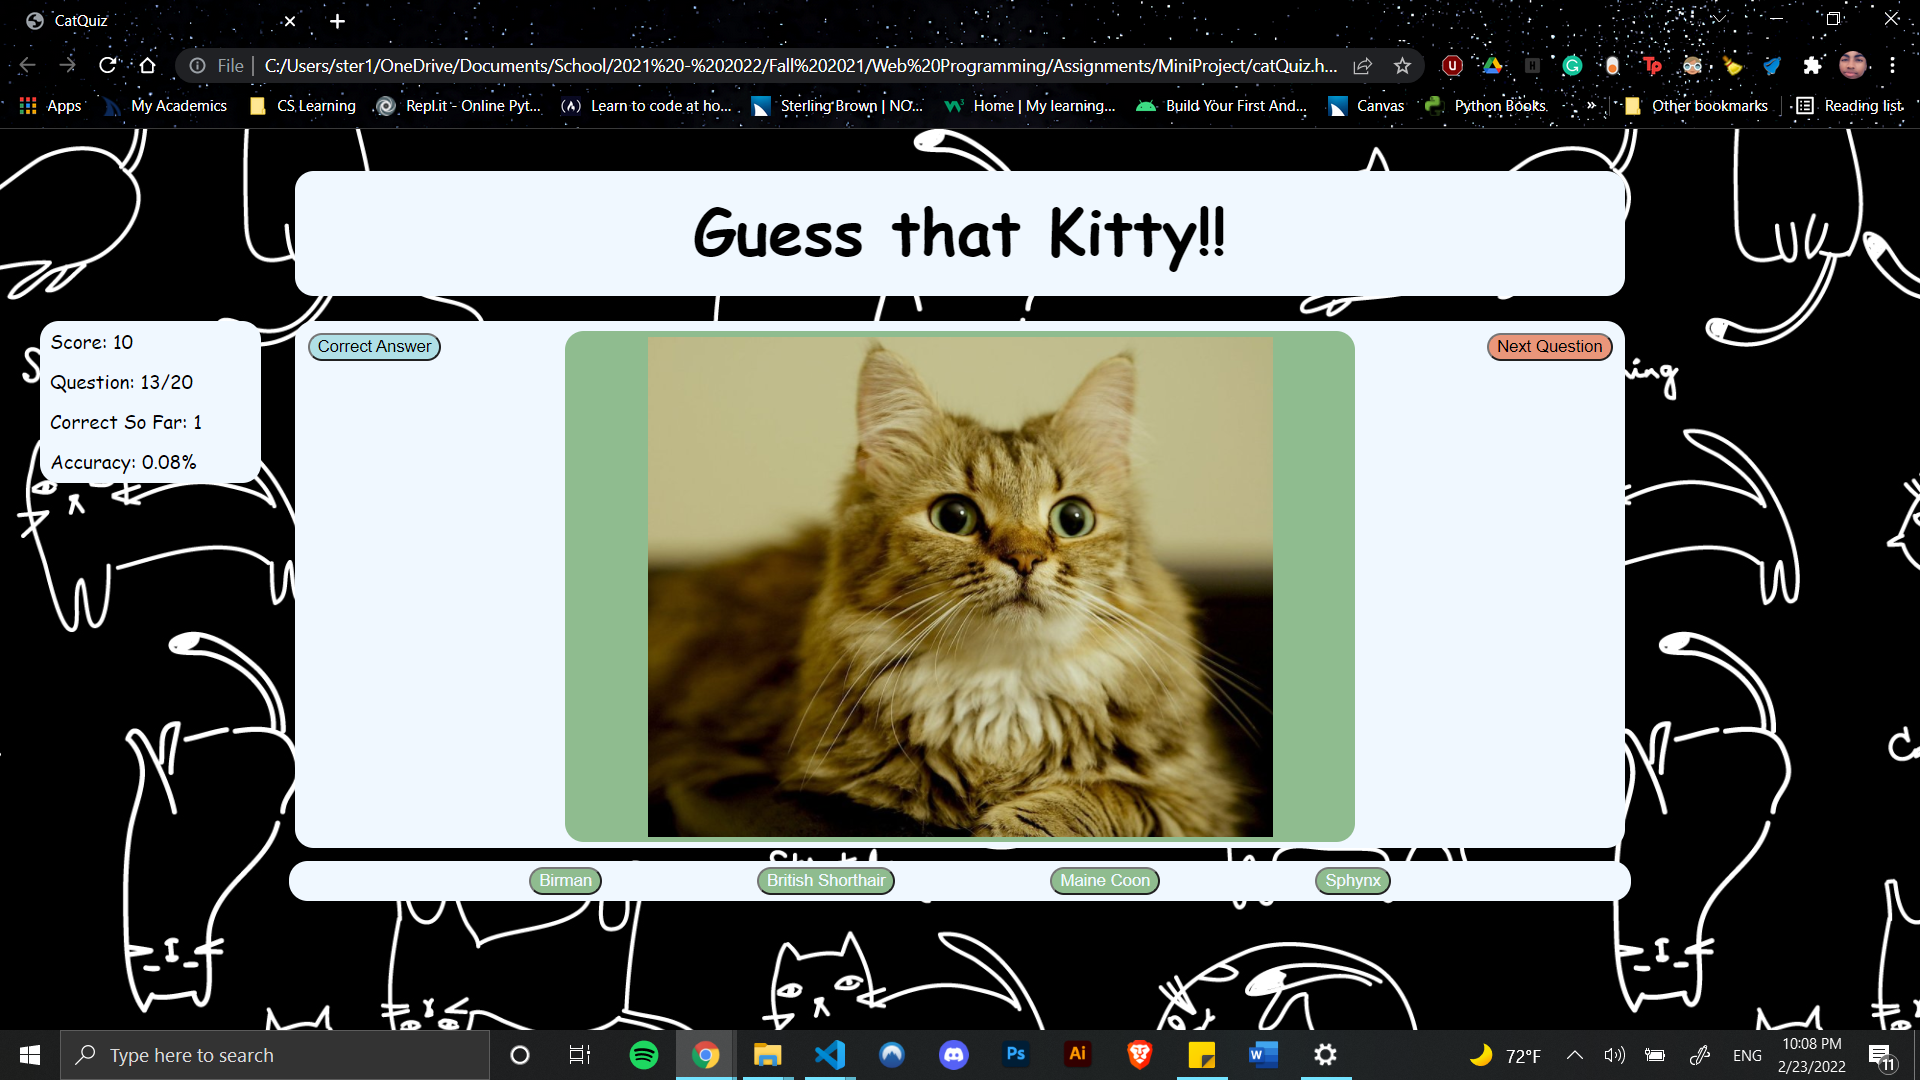 CatQuiz
File
C:/Users/ster1/OneDrive/Documents/School/2021%20-%202022/Fall%202021/Web%20Programming/Assignments/MiniProject/catQuiz.h...
Apps
My Academics
CS Learning
Repl.it - Online Pyt...
Learn to code at ho...
Sterling Brown | NO...
Home | My learning...
Build Your First And...
Canvas
Python Books
»
Other bookmarks
Reading list
Guess that Kitty!!
Score: 10
Question: 13/20
Correct So Far: 1
Accuracy: 0.08%
Correct Answer
Next Question
Birman
British Shorthair
Maine Coon
Sphynx
Type here to search
Ps
Ai
W
72°F
ENG
10:08 PM
2/23/2022
11